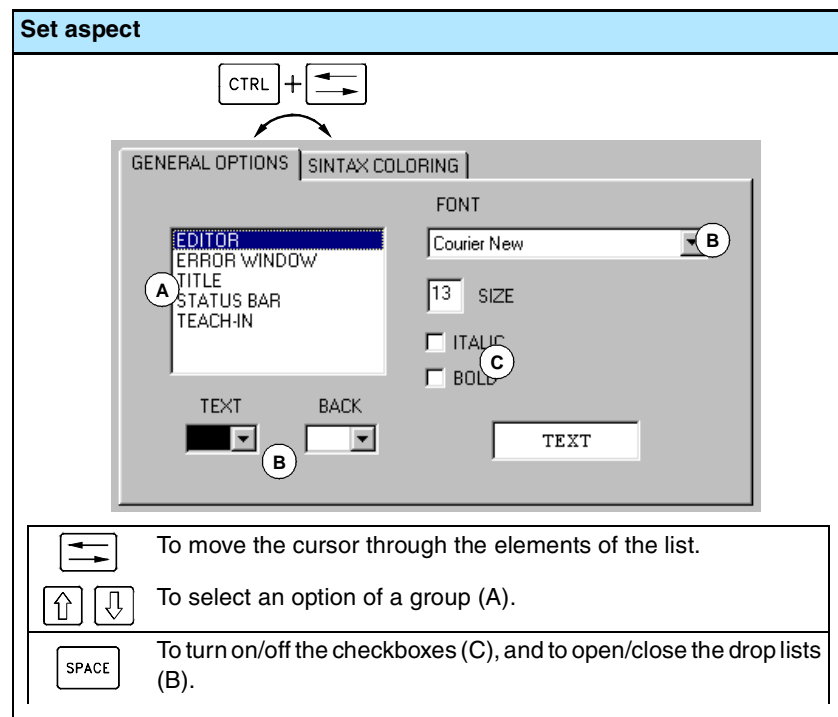 Set aspect
CTRL +
GENERAL OPTIONS SINTAX COLORING
FONT
EDITOR
ERROR WINDOW
TITLE
STATUS BAR
TEACH-IN
A
Courier New
B
13 SIZE
ITALIC
C
BOLD
TEXT BACK
B
TEXT
To move the cursor through the elements of the list.
To select an option of a group (A).
SPACE
To turn on/off the checkboxes (C), and to open/close the drop lists
(B).